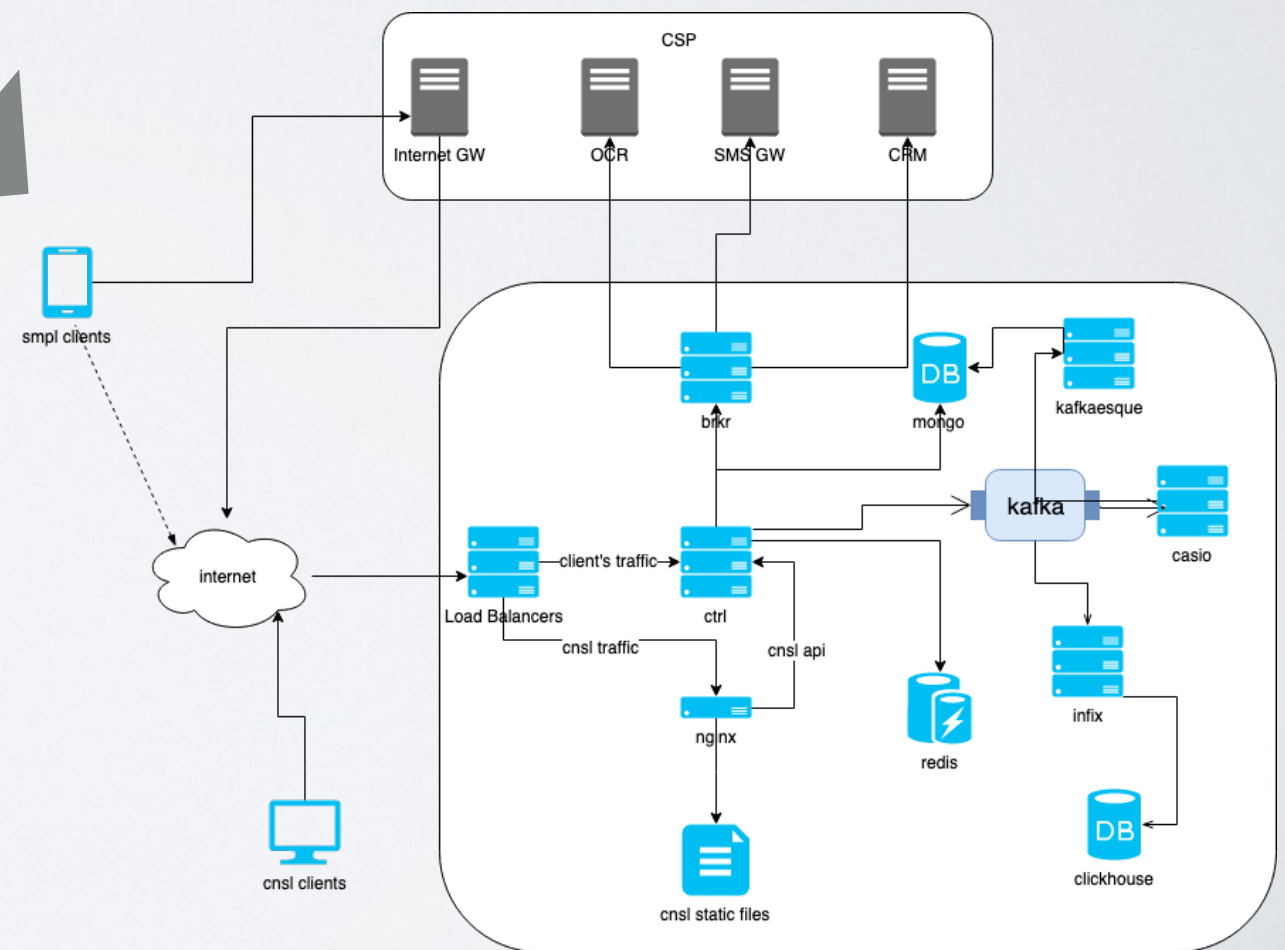 CSP
Internet GW
OCR
SMS GW
CRM
smpl clients
brkr
DB
mongo
kafkaesque
kafka
casio
internet
Load Balancers
client's traffic
ctrl
cnsl traffic
cnsl api
nginx
redis
infix
cnsl clients
cnsl static files
DB
clickhouse